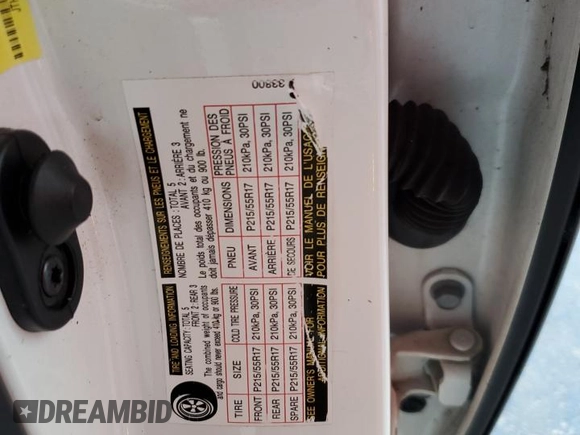 TIRE AND LOADING INFORMATION
SEATING CAPACITY: TOTAL 5
FRONT 2 : REAR 3
The combined weight of occupants
and cargo should never exceed 410kg or 900 lbs.
TIRE SIZE COLD TIRE PRESSURE
FRONT P215/55R17 210kPa, 30PSI
REAR P215/55R17 210kPa, 30PSI
SPARE P215/55R17 210kPa, 30PSI
SEE OWNER'S MANUAL FOR
ADDITIONAL INFORMATION
RENSEIGNEMENTS SUR LES PNEUS ET LE CHARGEMENT
NOMBRE DE PLACES : TOTAL 5
AVANT 2 : ARRIÈRE 3
Le poids total des occupants et du chargement ne
doit jamais dépasser 410 kg ou 900 lb.
PNEU DIMENSIONS PRESSION DES
PNEUS À FROID
AVANT P215/55R17 210kPa, 30PSI
ARRIÈRE P215/55R17 210kPa, 30PSI
DE SECOURS P215/55R17 210kPa, 30PSI
VOIR LE MANUEL DE L'USAGER
POUR PLUS DE RENSEIGN
33800
DREAMBID